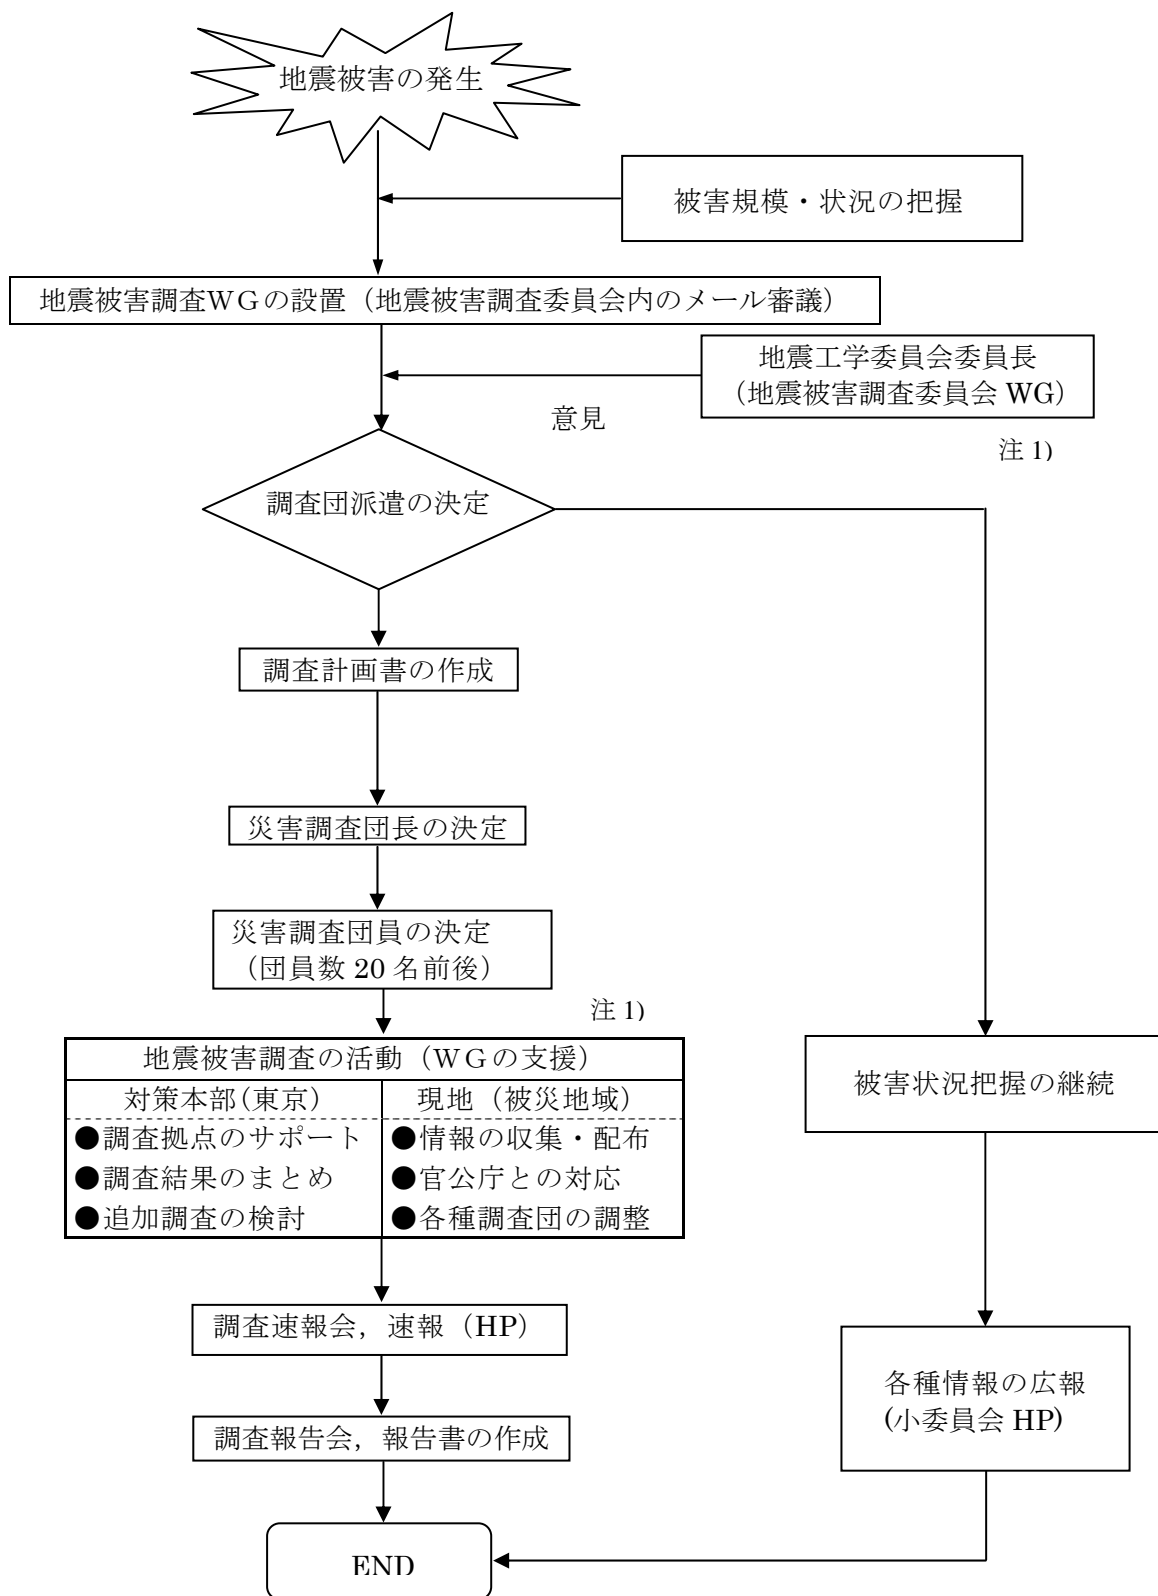 地震被害の発生
被害規模・状況の把握
地震被害調査WGの設置（地震被害調査委員会内のメール審議）
地震工学委員会委員長
（地震被害調査委員会 WG）
意見
注 1)
調査団派遣の決定
調査計画書の作成
災害調査団長の決定
災害調査団員の決定
（団員数 20 名前後）
注 1)
地震被害調査の活動（WGの支援）
対策本部(東京)
現地（被災地域）
●調査拠点のサポート
●情報の収集・配布
●調査結果のまとめ
●官公庁との対応
●追加調査の検討
●各種調査団の調整
被害状況把握の継続
調査速報会，速報（HP）
各種情報の広報
(小委員会 HP)
調査報告会，報告書の作成
END